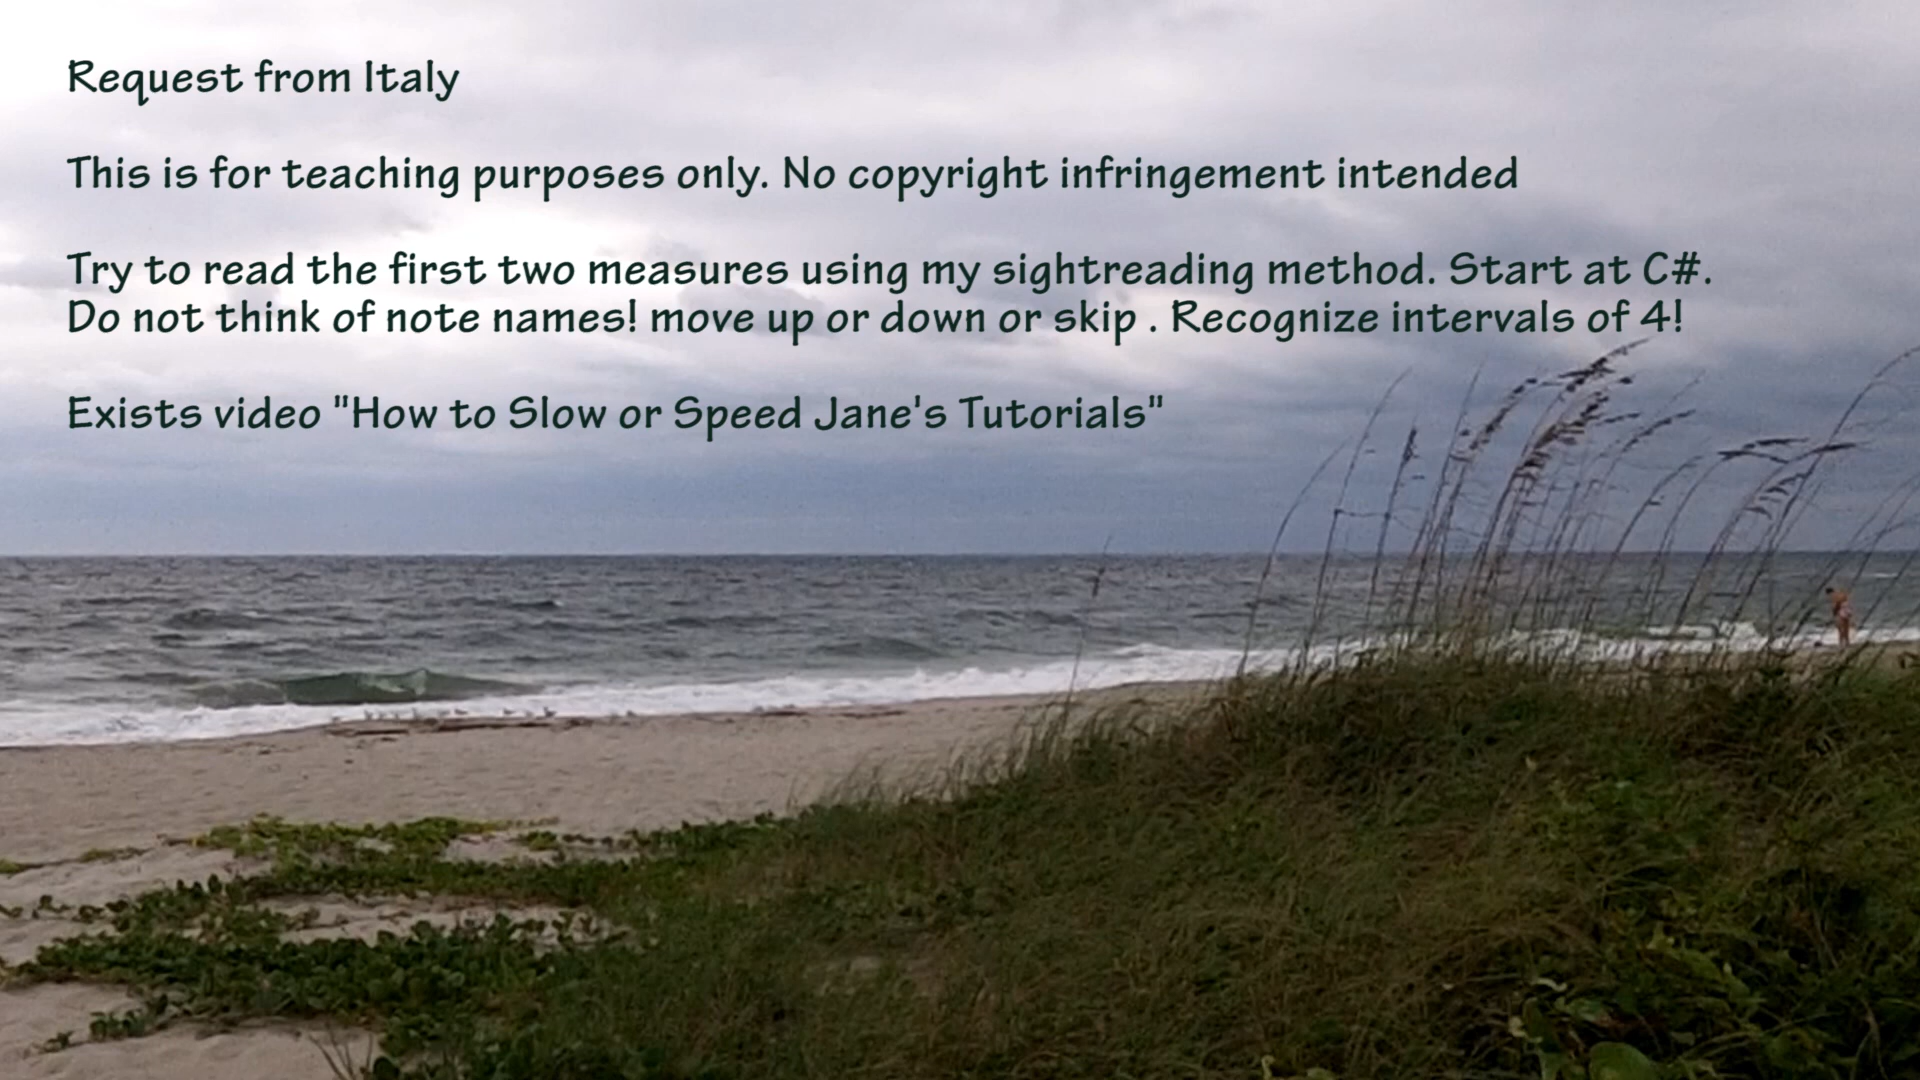 Request from Italy
This is for teaching purposes only. No copyright infringement intended
Try to read the first two measures using my sightreading method. Start at C#.
Do not think of note names! move up or down or skip . Recognize intervals of 4!
Exists video "How to Slow or Speed Jane's Tutorials"